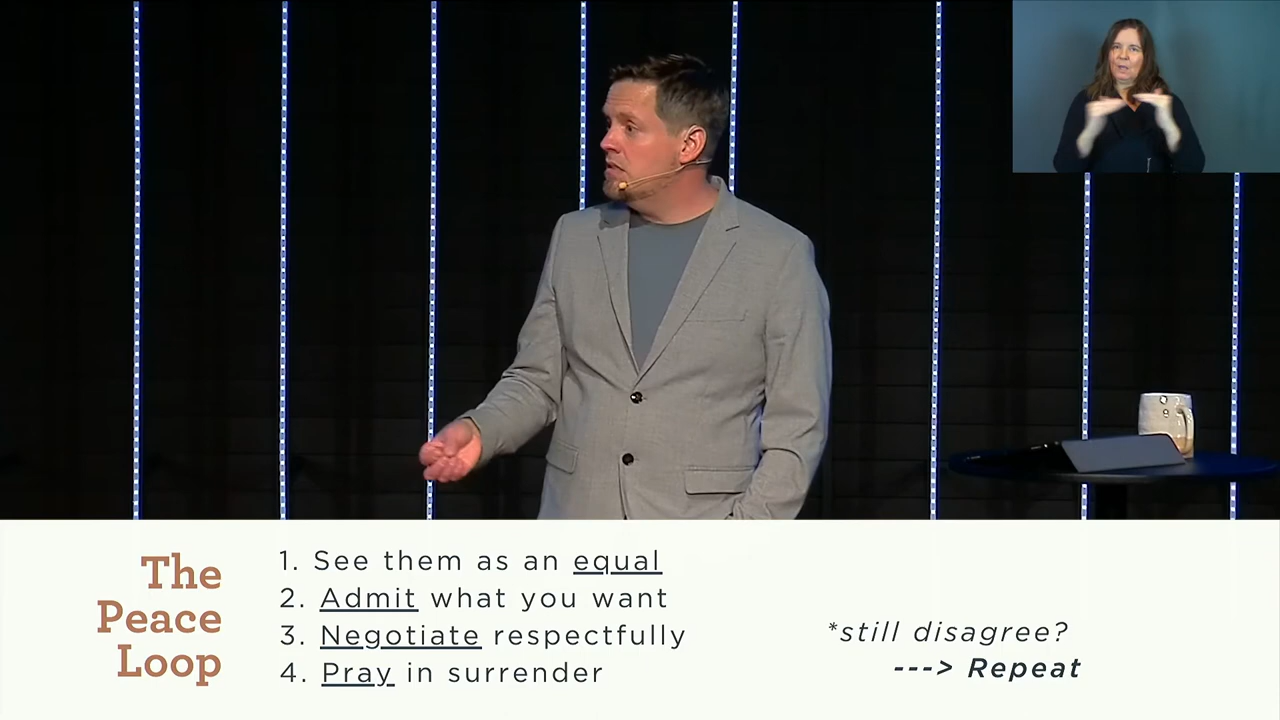 The
Peace
Loop
1. See them as an equal
2. Admit what you want
3. Negotiate respectfully
4. Pray in surrender
*still disagree?
---> Repeat